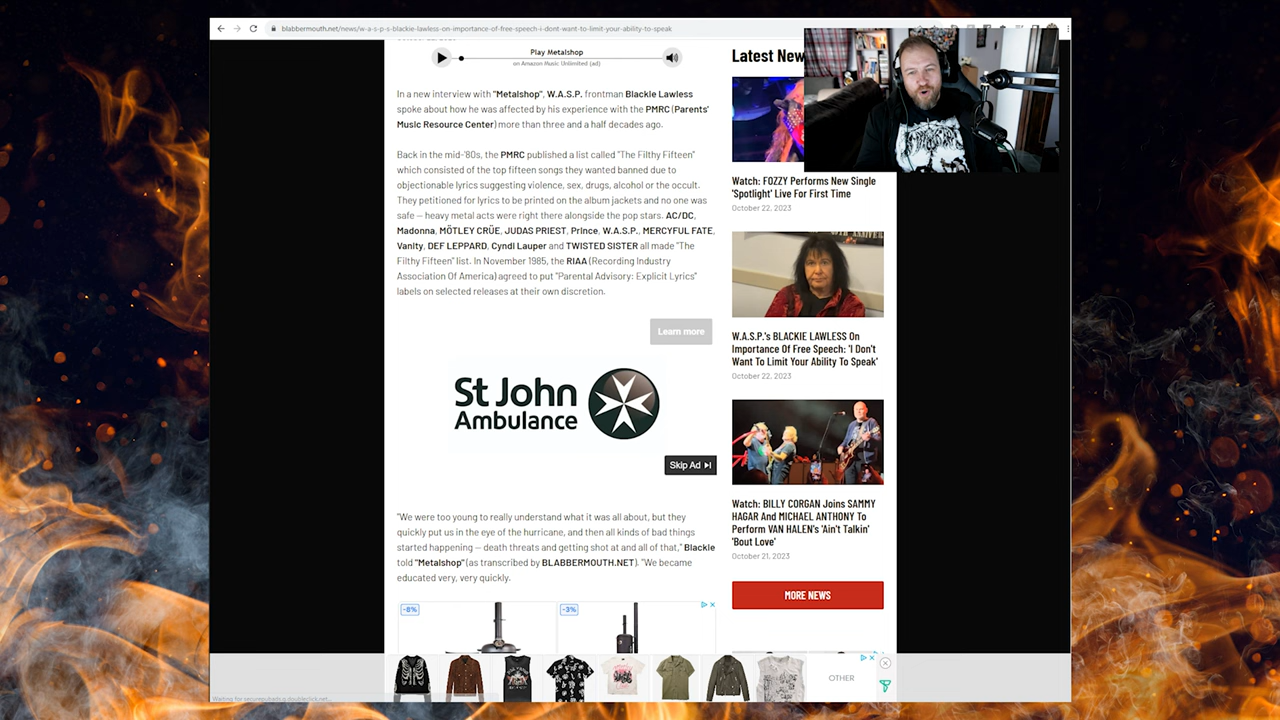 blabbermouth.net/news/w-a-s-p-s-blackie-lawless-on-importance-of-free-speech-i-dont-want-to-limit-your-ability-to-speak
Play Metalshop
on Amazon Music Unlimited (ad)
In a new interview with "Metalshop", W.A.S.P. frontman Blackie Lawless
spoke about how he was affected by his experience with the PMRC (Parents'
Music Resource Center) more than three and a half decades ago.
Back in the mid-'80s, the PMRC published a list called "The Filthy Fifteen"
which consisted of the top fifteen songs they wanted banned due to
objectionable lyrics suggesting violence, sex, drugs, alcohol or the occult.
They petitioned for lyrics to be printed on the album jackets and no one was
safe — heavy metal acts were right there alongside the pop stars. AC/DC,
Madonna, MÖTLEY CRÜE, JUDAS PRIEST, Prince, W.A.S.P., MERCYFUL FATE,
Vanity, DEF LEPPARD, Cyndi Lauper and TWISTED SISTER all made "The
Filthy Fifteen" list. In November 1985, the RIAA (Recording Industry
Association Of America) agreed to put "Parental Advisory: Explicit Lyrics"
labels on selected releases at their own discretion.
Learn more
St John
Ambulance
Skip Ad
"We were too young to really understand what it was all about, but they
quickly put us in the eye of the hurricane, and then all kinds of bad things
started happening — death threats and getting shot at and all of that," Blackie
told "Metalshop" (as transcribed by BLABBERMOUTH.NET). "We became
educated very, very quickly.
-6%
-3%
Latest New
Watch: FOZZY Performs New Single
'Spotlight' Live For First Time
October 22, 2023
W.A.S.P.'s BLACKIE LAWLESS On
Importance Of Free Speech: 'I Don't
Want To Limit Your Ability To Speak'
October 22, 2023
Watch: BILLY CORGAN Joins SAMMY
HAGAR And MICHAEL ANTHONY To
Perform VAN HALEN's 'Ain't Talkin'
'Bout Love'
October 21, 2023
MORE NEWS
OTHER